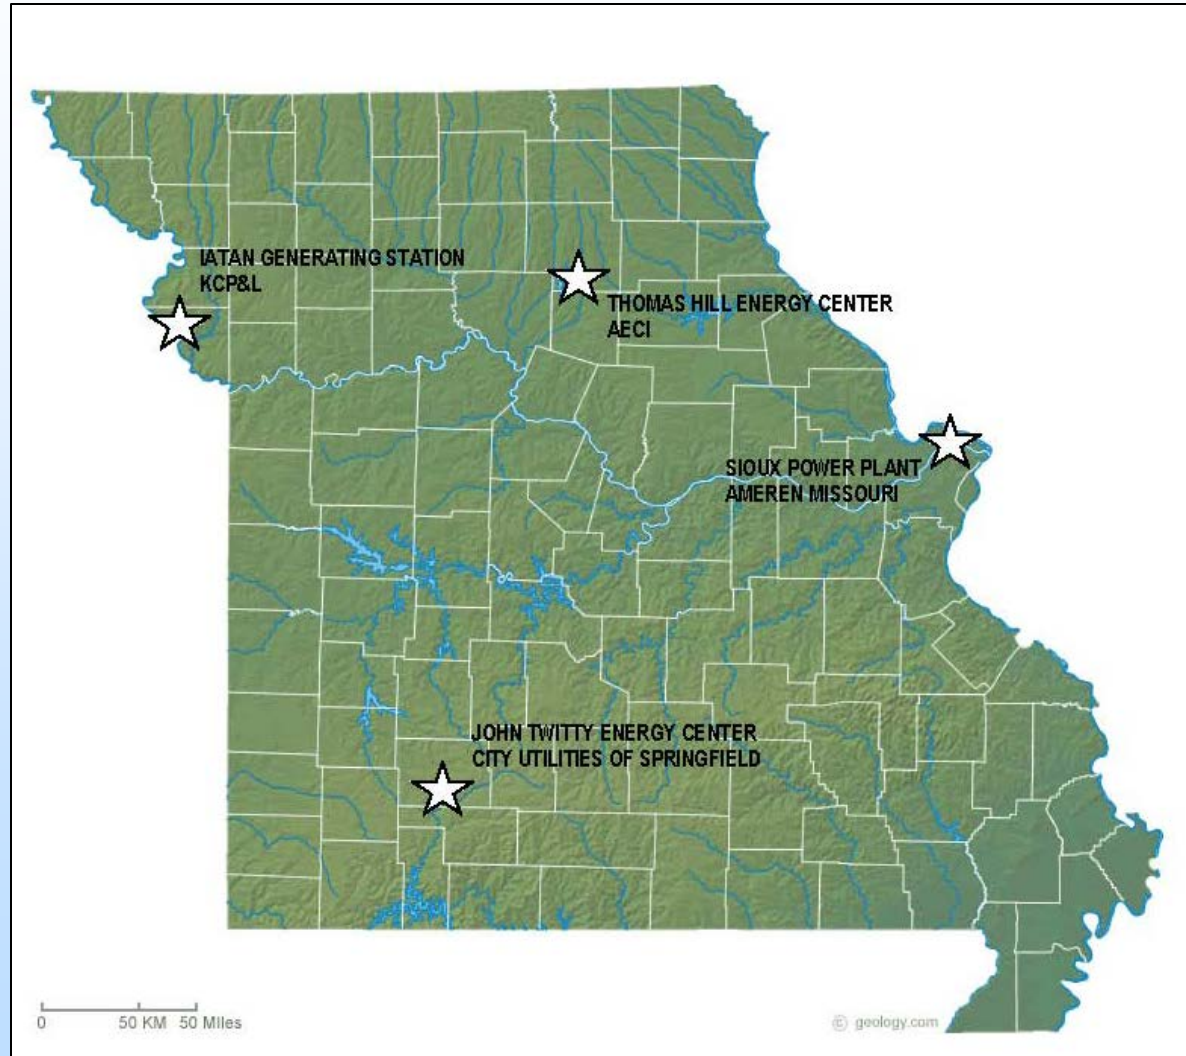 IATAN GENERATING STATION
KCP&L
THOMAS HILL ENERGY CENTER
AECI
SIOUX POWER PLANT
AMEREN MISSOURI
JOHN TWITTY ENERGY CENTER
CITY UTILITIES OF SPRINGFIELD
0 50 KM 50 Miles
© geology.com